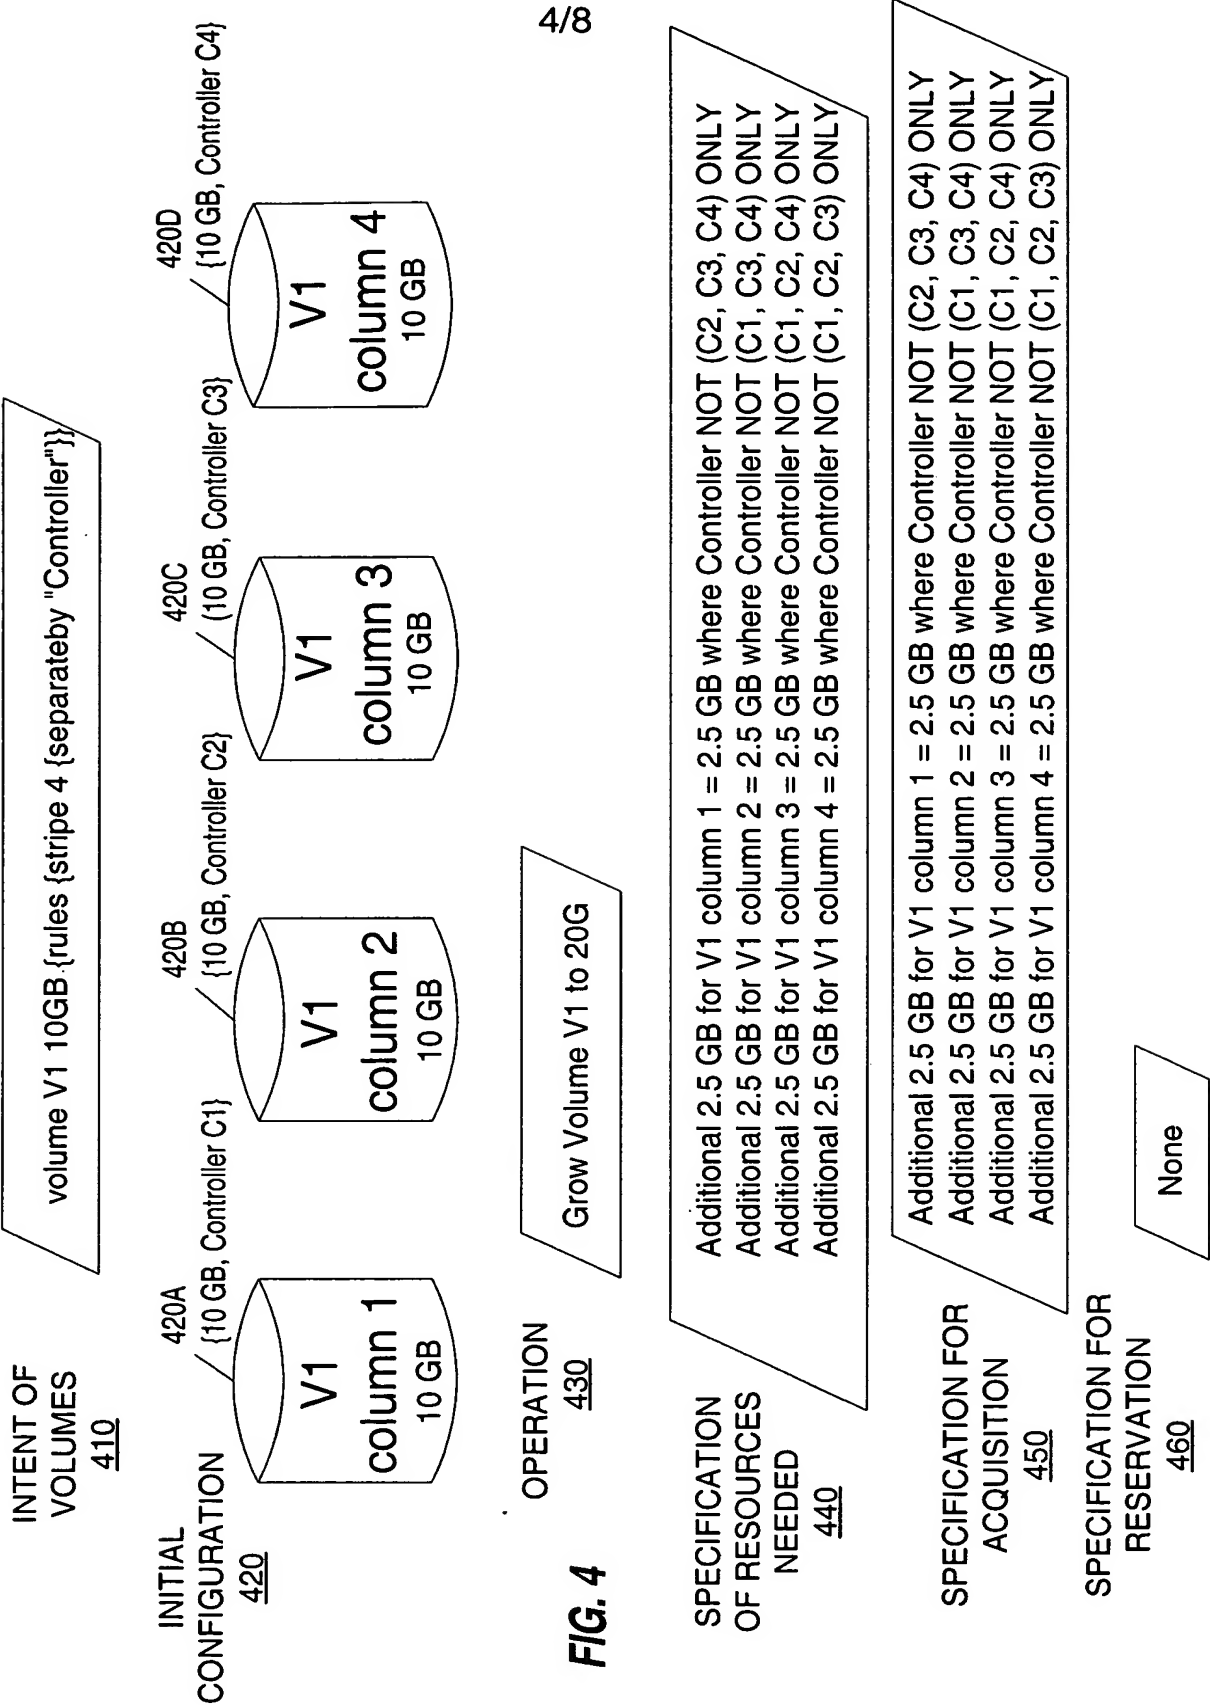 4/8
INTENT OF
VOLUMES
410
volume V1 10GB {rules {stripe 4 {separateby "Controller"}}
INITIAL
CONFIGURATION
420
420A
{10 GB, Controller C1}
V1
column 1
10 GB
420B
{10 GB, Controller C2}
V1
column 2
10 GB
420C
(10 GB, Controller C3}
V1
column 3
10 GB
420D
{10 GB, Controller C4}
V1
column 4
10 GB
OPERATION
430
Grow Volume V1 to 20G
FIG. 4
SPECIFICATION
OF RESOURCES
NEEDED
440
Additional 2.5 GB for V1 column 1 = 2.5 GB where Controller NOT (C2, C3, C4) ONLY
Additional 2.5 GB for V1 column 2 = 2.5 GB where Controller NOT (C1, C3, C4) ONLY
Additional 2.5 GB for V1 column 3 = 2.5 GB where Controller NOT (C1, C2, C4) ONLY
Additional 2.5 GB for V1 column 4 = 2.5 GB where Controller NOT (C1, C2, C3) ONLY
SPECIFICATION FOR
ACQUISITION
450
Additional 2.5 GB for V1 column 1 = 2.5 GB where Controller NOT (C2, C3, C4) ONLY
Additional 2.5 GB for V1 column 2 = 2.5 GB where Controller NOT (C1, C3, C4) ONLY
Additional 2.5 GB for V1 column 3 = 2.5 GB where Controller NOT (C1, C2, C4) ONLY
Additional 2.5 GB for V1 column 4 = 2.5 GB where Controller NOT (C1, C2, C3) ONLY
SPECIFICATION FOR
RESERVATION
460
None